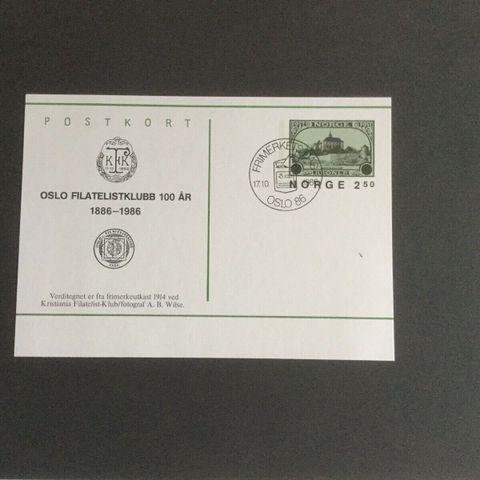 POSTKORT
OSLO FILATELISTKLUBB 100 ÅR
1886–1986
Verditegnet er fra frimerkeutkast 1914 ved
Kristiania Filatelist-Klub/fotograf A. B. Wilse.
NORGE
NORGE 2 50
17.10.
OSLO 86